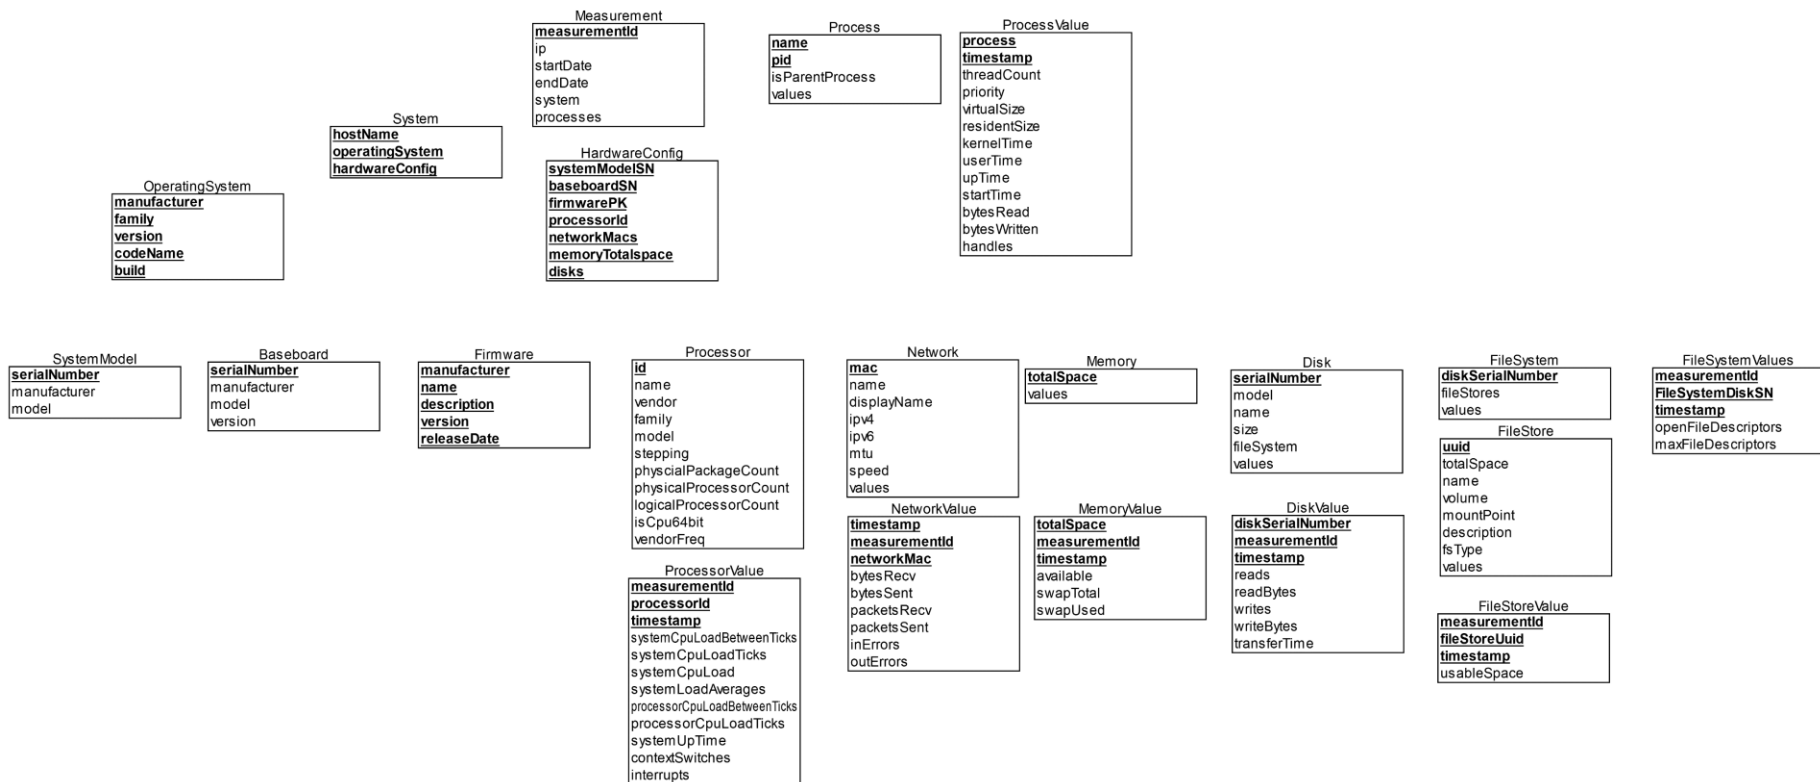 Measurement
measurementId
ip
startDate
endDate
system
processes
Process
name
pid
isParentProcess
values
ProcessValue
process
timestamp
threadCount
priority
virtualSize
residentSize
kernelTime
userTime
upTime
startTime
bytesRead
bytesWritten
handles
System
hostName
operatingSystem
hardwareConfig
HardwareConfig
systemModelSN
baseboardSN
firmwarePK
processorId
networkMacs
memoryTotalspace
disks
OperatingSystem
manufacturer
family
version
codeName
build
SystemModel
serialNumber
manufacturer
model
Baseboard
serialNumber
manufacturer
model
version
Firmware
manufacturer
name
description
version
releaseDate
Processor
id
name
vendor
family
model
stepping
physcialPackageCount
physicalProcessorCount
logicalProcessorCount
isCpu64bit
vendorFreq
ProcessorValue
measurementId
processorId
timestamp
systemCpuLoadBetweenTicks
systemCpuLoadTicks
systemCpuLoad
systemLoadAverages
processorCpuLoadBetweenTicks
processorCpuLoadTicks
systemUpTime
contextSwitches
interrupts
Network
mac
name
displayName
ipv4
ipv6
mtu
speed
values
NetworkValue
timestamp
measurementId
networkMac
bytesRecv
bytesSent
packetsRecv
packetsSent
inErrors
outErrors
Memory
totalSpace
values
MemoryValue
totalSpace
measurementId
timestamp
available
swapTotal
swapUsed
Disk
serialNumber
model
name
size
fileSystem
values
DiskValue
diskSerialNumber
measurementId
timestamp
reads
readBytes
writes
writeBytes
transferTime
FileSystem
diskSerialNumber
fileStores
values
FileStore
uuid
totalSpace
name
volume
mountPoint
description
fsType
values
FileStoreValue
measurementId
fileStoreUuid
timestamp
usableSpace
FileSystemValues
measurementId
FileSystemDiskSN
timestamp
openFileDescriptors
maxFileDescriptors